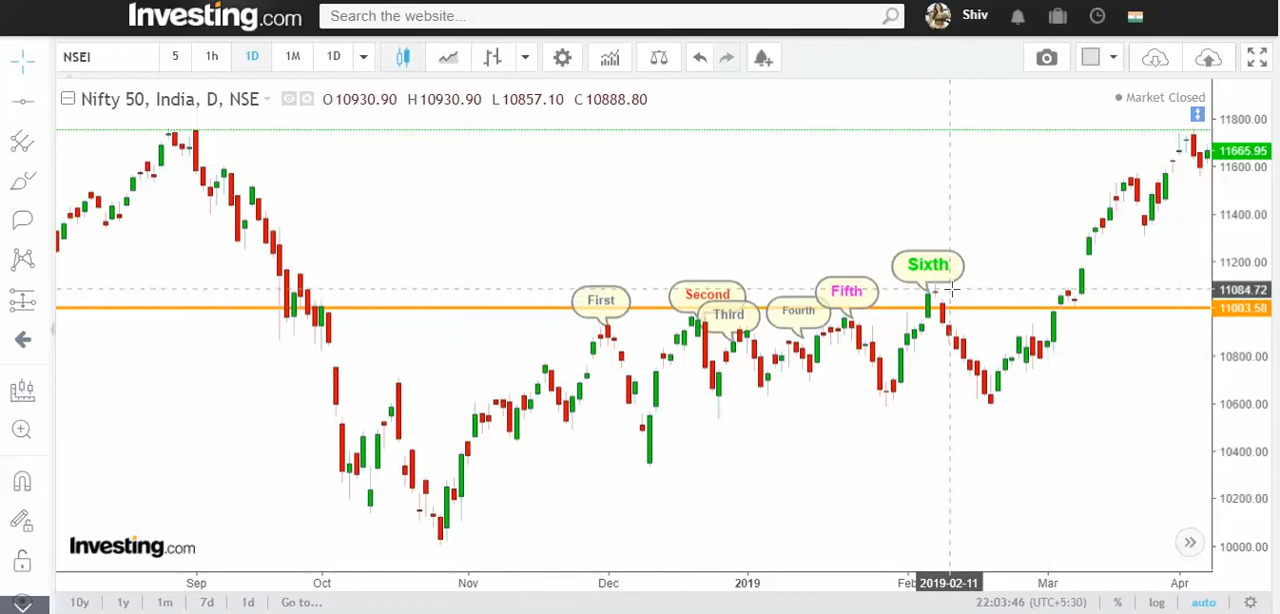 Investing.com
Search the website...
Shiv
NSEI
5 1h 1D 1M 1D
Nifty 50, India, D, NSE
O10930.90 H10930.90 L10857.10 C10888.80
Market Closed
11800.00
11665.95
11600.00
11400.00
11200.00
11084.72
11003.58
10800.00
10600.00
10400.00
10200.00
10000.00
First
Second
Third
Fourth
Fifth
Sixth
Investing.com
Sep Oct Nov Dec 2019 Feb 2019-02-11 Mar Apr
10y 1y 1m 7d 1d Go to... 22:03:46 (UTC+5:30) % log auto